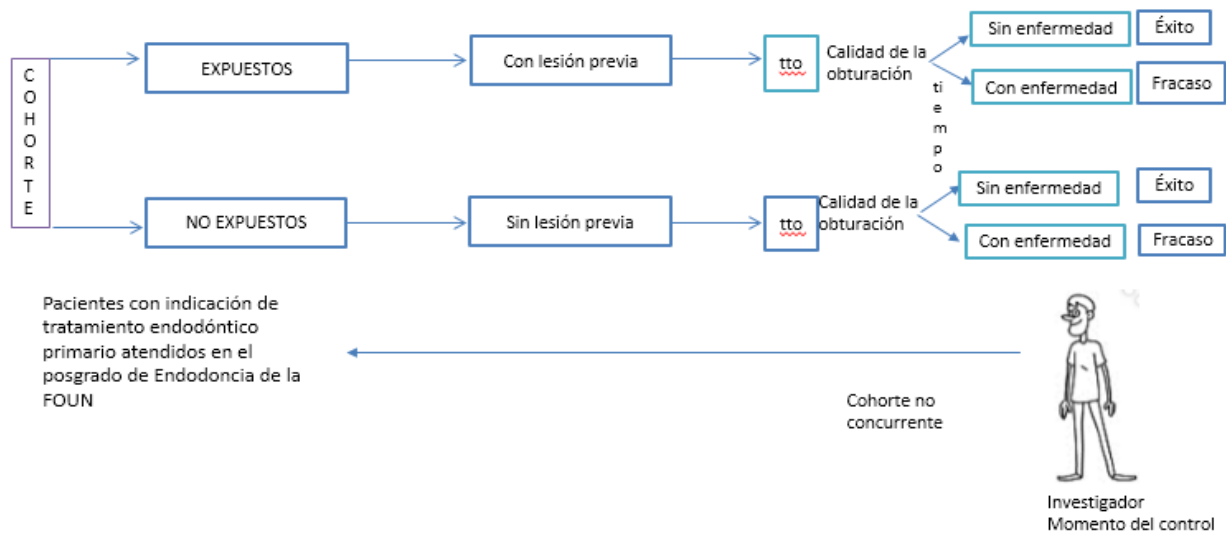 COHORTE
EXPUESTOS
Con lesión previa
tto
Calidad de la
obturación
Sin enfermedad
Éxito
Con enfermedad
Fracaso
tiempo
NO EXPUESTOS
Sin lesión previa
tto
Calidad de la
obturación
Sin enfermedad
Éxito
Con enfermedad
Fracaso
Pacientes con indicación de
tratamiento endodóntico
primario atendidos en el
posgrado de Endodoncia de la
FOUN
Cohorte no
concurrente
Investigador
Momento del control